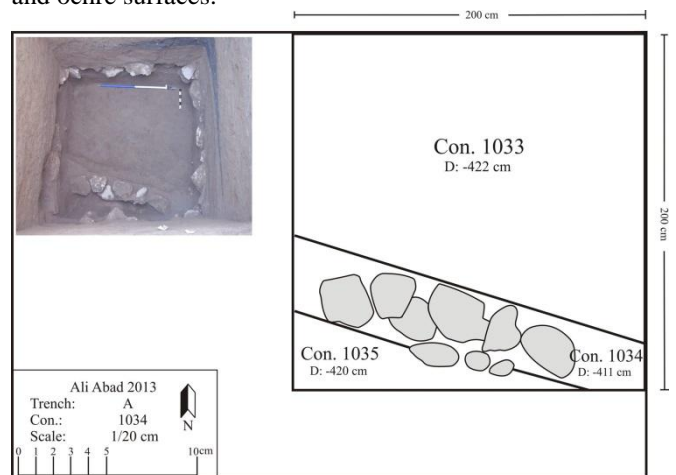 and ochre surfaces.
200 cm
Con. 1033
D: -422 cm
200 cm
Con. 1035
D: -420 cm
Con. 1034
D: -411 cm
Ali Abad 2013
Trench: A
Con.: 1034
Scale: 1/20 cm
N
0 1 2 3 4 5 10cm